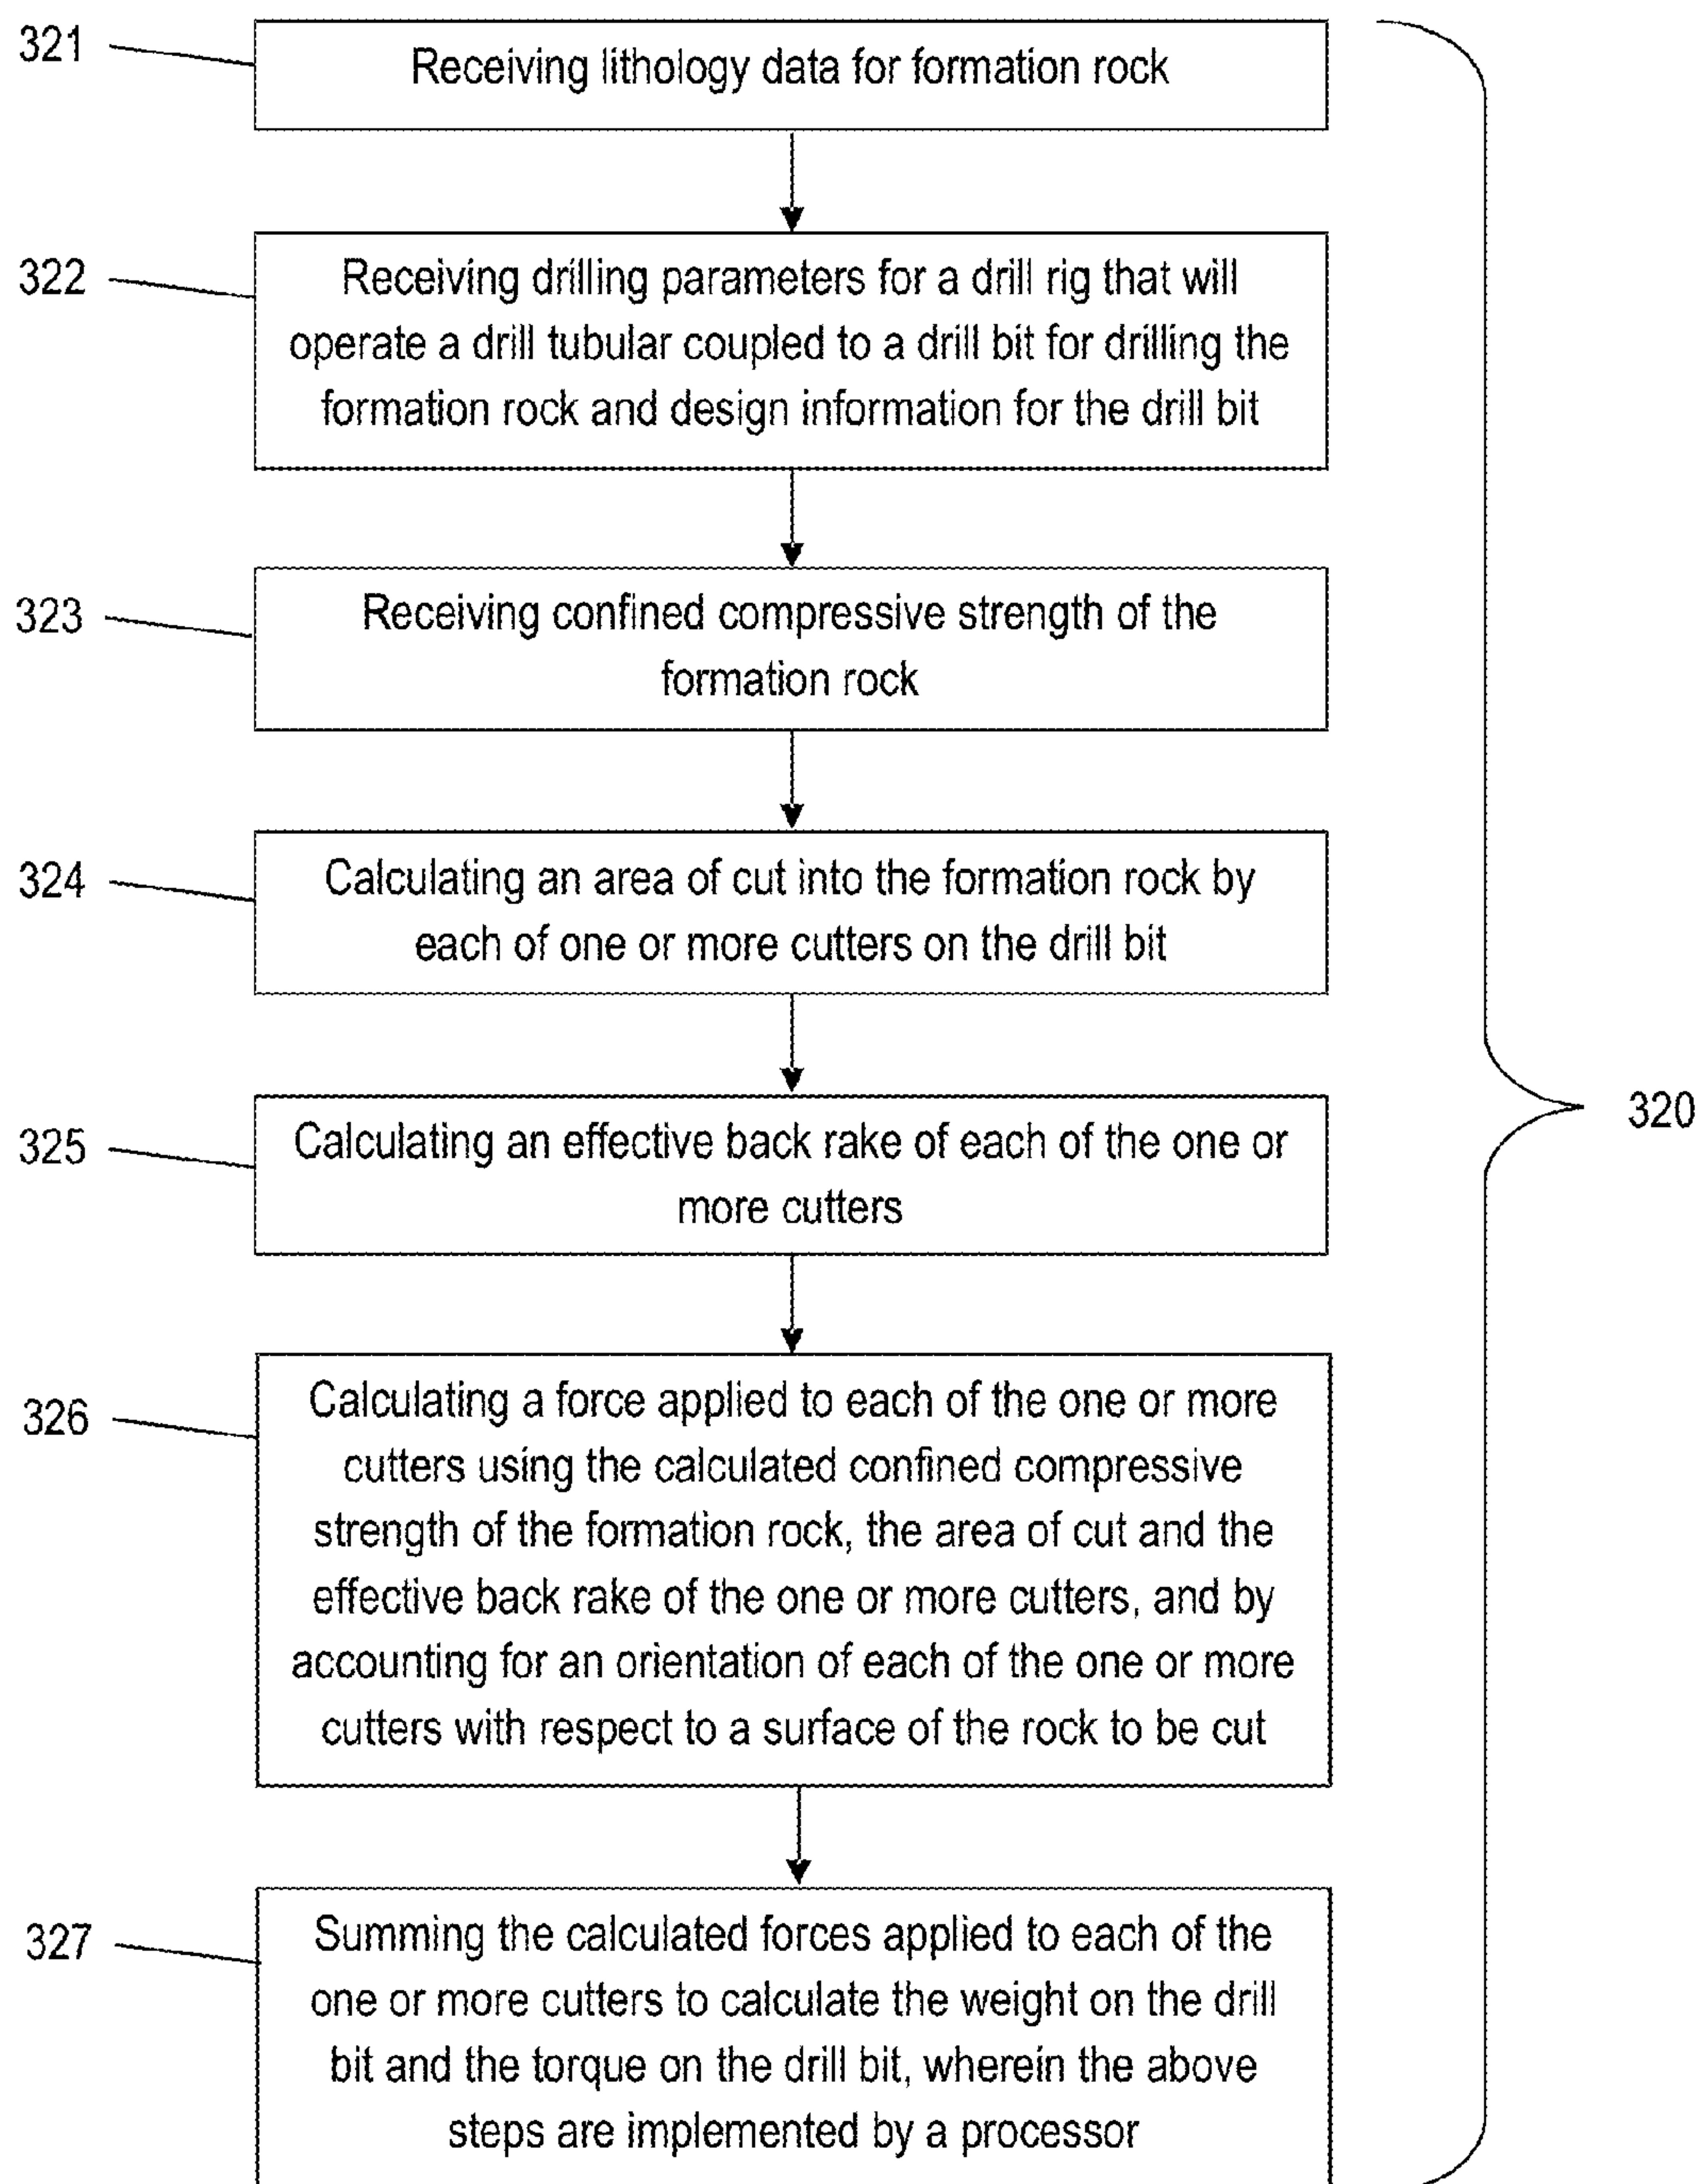 321
Receiving lithology data for formation rock
322
Receiving drilling parameters for a drill rig that will
operate a drill tubular coupled to a drill bit for drilling the
formation rock and design information for the drill bit
323
Receiving confined compressive strength of the
formation rock
324
Calculating an area of cut into the formation rock by
each of one or more cutters on the drill bit
325
Calculating an effective back rake of each of the one or
more cutters
320
326
Calculating a force applied to each of the one or more
cutters using the calculated confined compressive
strength of the formation rock, the area of cut and the
effective back rake of the one or more cutters, and by
accounting for an orientation of each of the one or more
cutters with respect to a surface of the rock to be cut
327
Summing the calculated forces applied to each of the
one or more cutters to calculate the weight on the drill
bit and the torque on the drill bit, wherein the above
steps are implemented by a processor